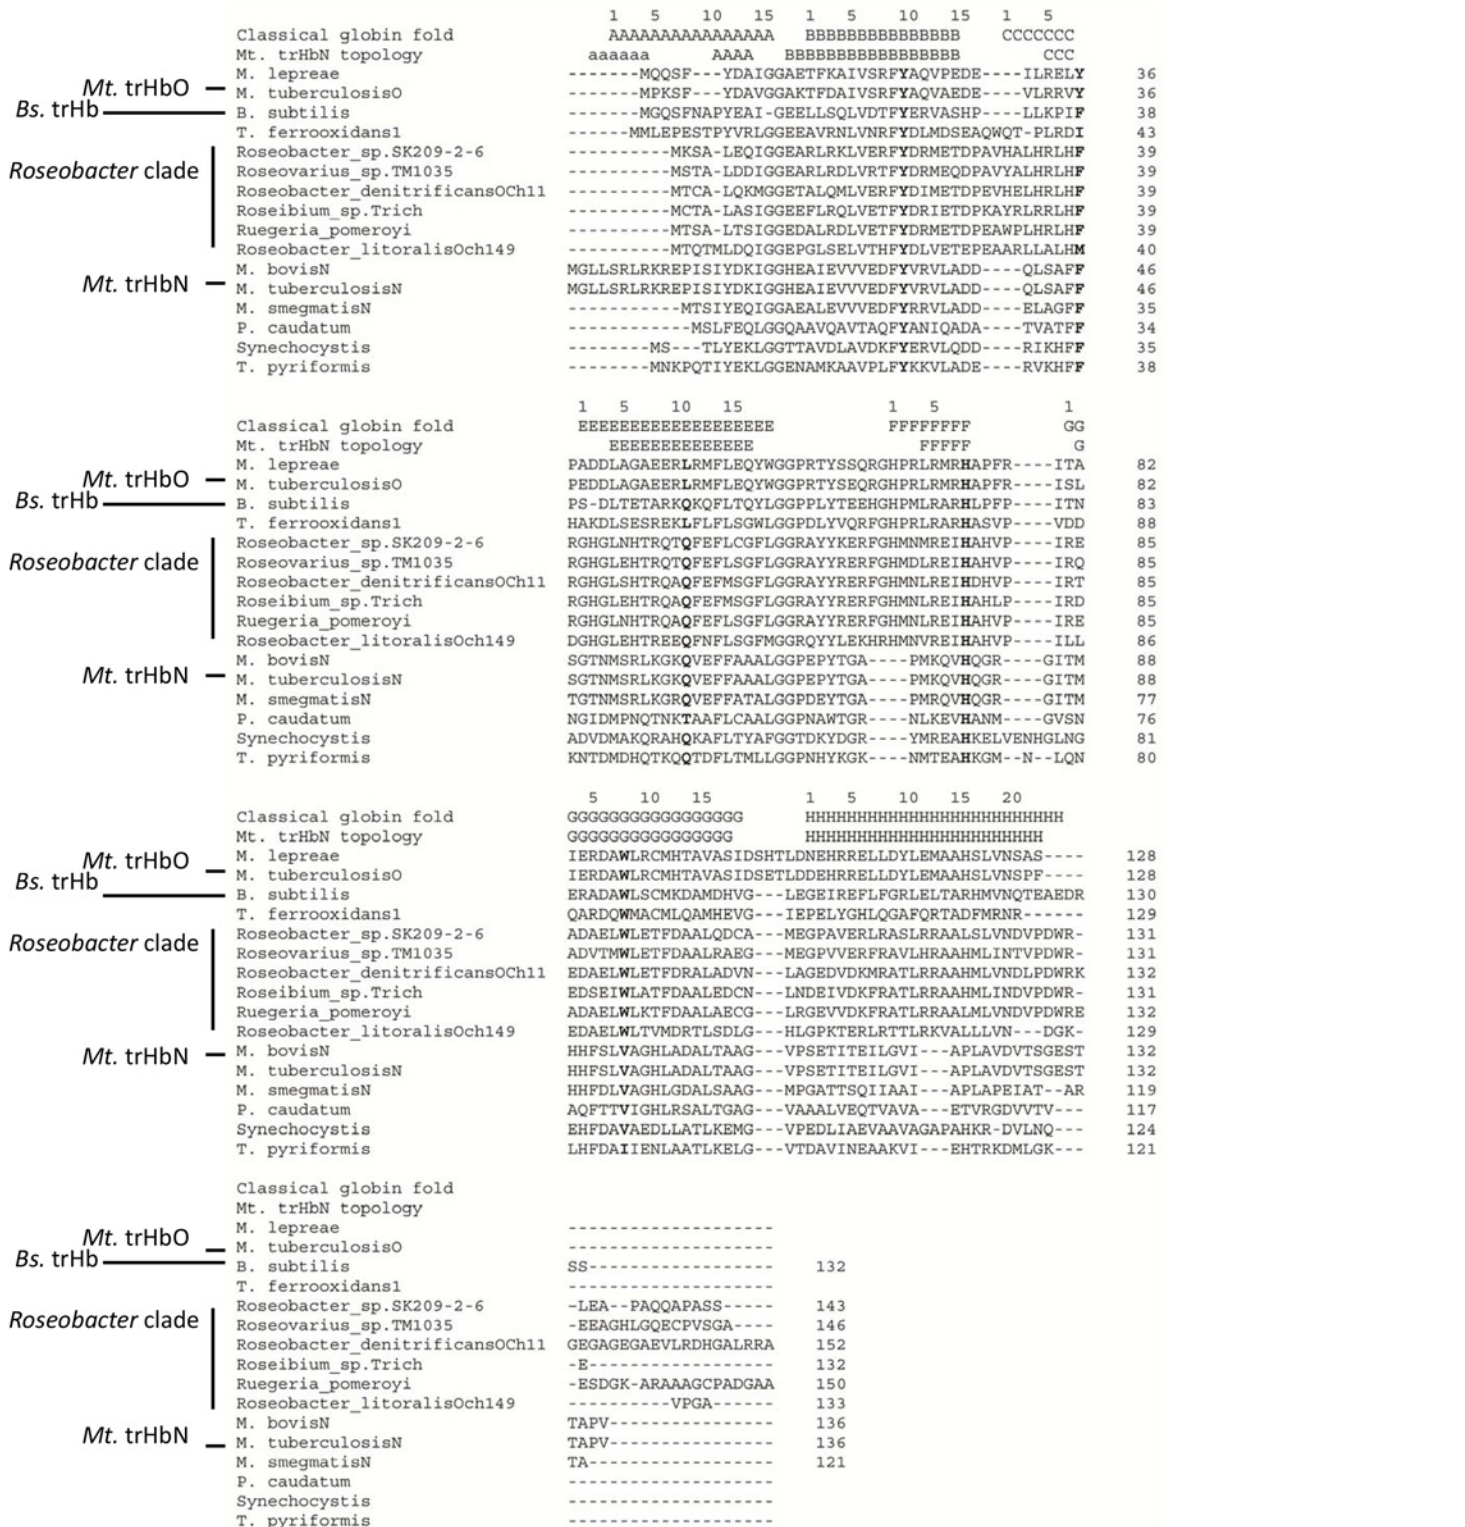 1 5 10 15 1 5 10 15 1 5
Classical globin fold AAAAAAAAAAAAAAAA BBBBBBBBBBBBBBB CCCCCCC
Mt. trHbN topology aaaaaa AAAA BBBBBBBBBBBBBBBBB CCC
M. lepreae -------MQQSF---YDAIGGAETFKAIVSRFYAQVPEDE----ILRELY 36
Mt. trHbO M. tuberculosisO -------MPKSF---YDAVGGAKTFDAIVSRFYAQVAEDE----VLRRVY 36
Bs. trHb B. subtilis -------MGQSFNAPYEAI-GEELLSQLVDTFYERVASHP----LLKPIF 38
T. ferrooxidans1 ------MMLEPESTPYVRLGGEEAVRNLVNRFYDLMDSEAQWQT-PLRDI 43
Roseobacter clade
Roseobacter_sp.SK209-2-6 ----------MKSA-LEQIGGEARLRKLVERFYDRMETDPAVHALHRLHF 39
Roseovarius_sp.TM1035 ----------MSTA-LDDIGGEARLRDLVRTFYDRMEQDPAVYALHRLHF 39
Roseobacter_denitrificansOCh11 ----------MTCA-LQKMGGETALQMLVERFYDIMETDPEVHELHRLHF 39
Roseibium_sp.Trich ----------MCTA-LASIGGEEFLRQLVETFYDRIETDPKAYRLRRLHF 39
Ruegeria_pomeroyi ----------MTSA-LTSIGGEDALRDLVETFYDRMETDPEAWPLHRLHF 39
Roseobacter_litoralisOch149 ----------MTQTMLDQIGGEPGLSELVTHFYDLVETEPEAARLLALHM 40
M. bovisN MGLLSRLRKREPISIYDKIGGHEAIEVVVEDFYVRVLADD----QLSAFF 46
Mt. trHbN M. tuberculosisN MGLLSRLRKREPISIYDKIGGHEAIEVVVEDFYVRVLADD----QLSAFF 46
M. smegmatisN -----------MTSIYEQIGGAEALEVVVEDFYRRVLADD----ELAGFF 35
P. caudatum ------------MSLFEQLGGQAAVQAVTAQFYANIQADA----TVATFF 34
Synechocystis --------MS---TLYEKLGGTTAVDLAVDKFYERVLQDD----RIKHFF 35
T. pyriformis --------MNKPQTIYEKLGGENAMKAAVPLFYKKVLADE----RVKHFF 38
1 5 10 15 1 5 1
Classical globin fold EEEEEEEEEEEEEEEEEEE FFFFFFFF GG
Mt. trHbN topology EEEEEEEEEEEEEE FFFFF G
M. lepreae PADDLAGAEERLRMFLEQYWGGPRTYSSQRGHPRLRMRHAPFR----ITA 82
Mt. trHbO M. tuberculosisO PEDDLAGAEERLRMFLEQYWGGPRTYSEQRGHPRLRMRHAPFR----ISL 82
Bs. trHb B. subtilis PS-DLTETARKQKQFLTQYLGGPPLYTEEHGHPMLRARHLPFP----ITN 83
T. ferrooxidans1 HAKDLSESREKLFLFLSGWLGGPDLYVQRFGHPRLRARHASVP----VDD 88
Roseobacter clade
Roseobacter_sp.SK209-2-6 RGHGLNHTRQTQFEFLCGFLGGRAYYKERFGHMNMREIHAHVP----IRE 85
Roseovarius_sp.TM1035 RGHGLEHTRQTQFEFLSGFLGGRAYYRERFGHMDLREIHAHVP----IRQ 85
Roseobacter_denitrificansOCh11 RGHGLSHTRQAQFEFMSGFLGGRAYYRERFGHMNLREIHDHVP----IRT 85
Roseibium_sp.Trich RGHGLEHTRQAQFEFMSGFLGGRAYYRERFGHMNLREIHAHLP----IRD 85
Ruegeria_pomeroyi RGHGLNHTRQAQFEFLSGFLGGRAYYRERFGHMNLREIHAHVP----IRE 85
Roseobacter_litoralisOch149 DGHGLEHTREEQFNFLSGFMGGRQYYLEKHRHMNVREIHAHVP----ILL 86
M. bovisN SGTNMSRLKGKQVEFFAAALGGPEPYTGA----PMKQVHQGR----GITM 88
Mt. trHbN M. tuberculosisN SGTNMSRLKGKQVEFFAAALGGPEPYTGA----PMKQVHQGR----GITM 88
M. smegmatisN TGTNMSRLKGRQVEFFATALGGPDEYTGA----PMRQVHQGR----GITM 77
P. caudatum NGIDMPNQTNKTAAFLCAALGGPNAWTGR----NLKEVHANM----GVSN 76
Synechocystis ADVDMAKQRAHQKAFLTYAFGGTDKYDGR----YMREAHKELVENHGLNG 81
T. pyriformis KNTDMDHQTKQQTDFLTMLLGGPNHYKGK----NMTEAHKGM--N--LQN 80
5 10 15 1 5 10 15 20
Classical globin fold GGGGGGGGGGGGGGGGG HHHHHHHHHHHHHHHHHHHHHHHHH
Mt. trHbN topology GGGGGGGGGGGGGGGG HHHHHHHHHHHHHHHHHHHHHHH
M. lepreae IERDAWLRCMHTAVASIDSHTLDNEHRRELLDYLEMAAHSLVNSAS---- 128
Mt. trHbO M. tuberculosisO IERDAWLRCMHTAVASIDSETLDDEHRRELLDYLEMAAHSLVNSPF---- 128
Bs. trHb B. subtilis ERADAWLSCMKDAMDHVG---LEGEIREFLFGRLELTARHMVNQTEAEDR 130
T. ferrooxidans1 QARDQWMACMLQAMHEVG---IEPELYGHLQGAFQRTADFMRNR------ 129
Roseobacter clade
Roseobacter_sp.SK209-2-6 ADAELWLETFDAALQDCA---MEGPAVERLRASLRRAALSLVNDVPDWR- 131
Roseovarius_sp.TM1035 ADVTMWLETFDAALRAEG---MEGPVVERFRAVLHRAAHMLINTVPDWR- 131
Roseobacter_denitrificansOCh11 EDAELWLETFDRALADVN---LAGEDVDKMRATLRRAAHMLVNDLPDWRK 132
Roseibium_sp.Trich EDSEIWLATFDAALEDCN---LNDEIVDKFRATLRRAAHMLINDVPDWR- 131
Ruegeria_pomeroyi ADAELWLKTFDAALAECG---LRGEVVDKFRATLRRAALMLVNDVPDWRE 132
Roseobacter_litoralisOch149 EDAELWLTVMDRTLSDLG---HLGPKTERLRTTLRKVALLLVN---DGK- 129
M. bovisN HHFSLVAGHLADALTAAG---VPSETITEILGVI---APLAVDVTSGEST 132
Mt. trHbN M. tuberculosisN HHFSLVAGHLADALTAAG---VPSETITEILGVI---APLAVDVTSGEST 132
M. smegmatisN HHFDLVAGHLGDALSAAG---MPGATTSQIIAAI---APLAPEIAT--AR 119
P. caudatum AQFTTVIGHLRSALTGAG---VAAALVEQTVAVA---ETVRGDVVTV--- 117
Synechocystis EHFDAVAEDLLATLKEMG---VPEDLIAEVAAVAGAPAHKR-DVLNQ--- 124
T. pyriformis LHFDAIIENLAATLKELG---VTDAVINEAAKVI---EHTRKDMLGK--- 121
Classical globin fold
Mt. trHbN topology
M. lepreae --------------------
Mt. trHbO M. tuberculosisO --------------------
Bs. trHb B. subtilis SS------------------ 132
T. ferrooxidans1 --------------------
Roseobacter clade
Roseobacter_sp.SK209-2-6 -LEA--PAQQAPASS----- 143
Roseovarius_sp.TM1035 -EEAGHLGQECPVSGA---- 146
Roseobacter_denitrificansOCh11 GEGAGEGAEVLRDHGALRRA 152
Roseibium_sp.Trich -E------------------ 132
Ruegeria_pomeroyi -ESDGK-ARAAAGCPADGAA 150
Roseobacter_litoralisOch149 ----------VPGA------ 133
M. bovisN TAPV---------------- 136
Mt. trHbN M. tuberculosisN TAPV---------------- 136
M. smegmatisN TA------------------ 121
P. caudatum --------------------
Synechocystis --------------------
T. pyriformis --------------------